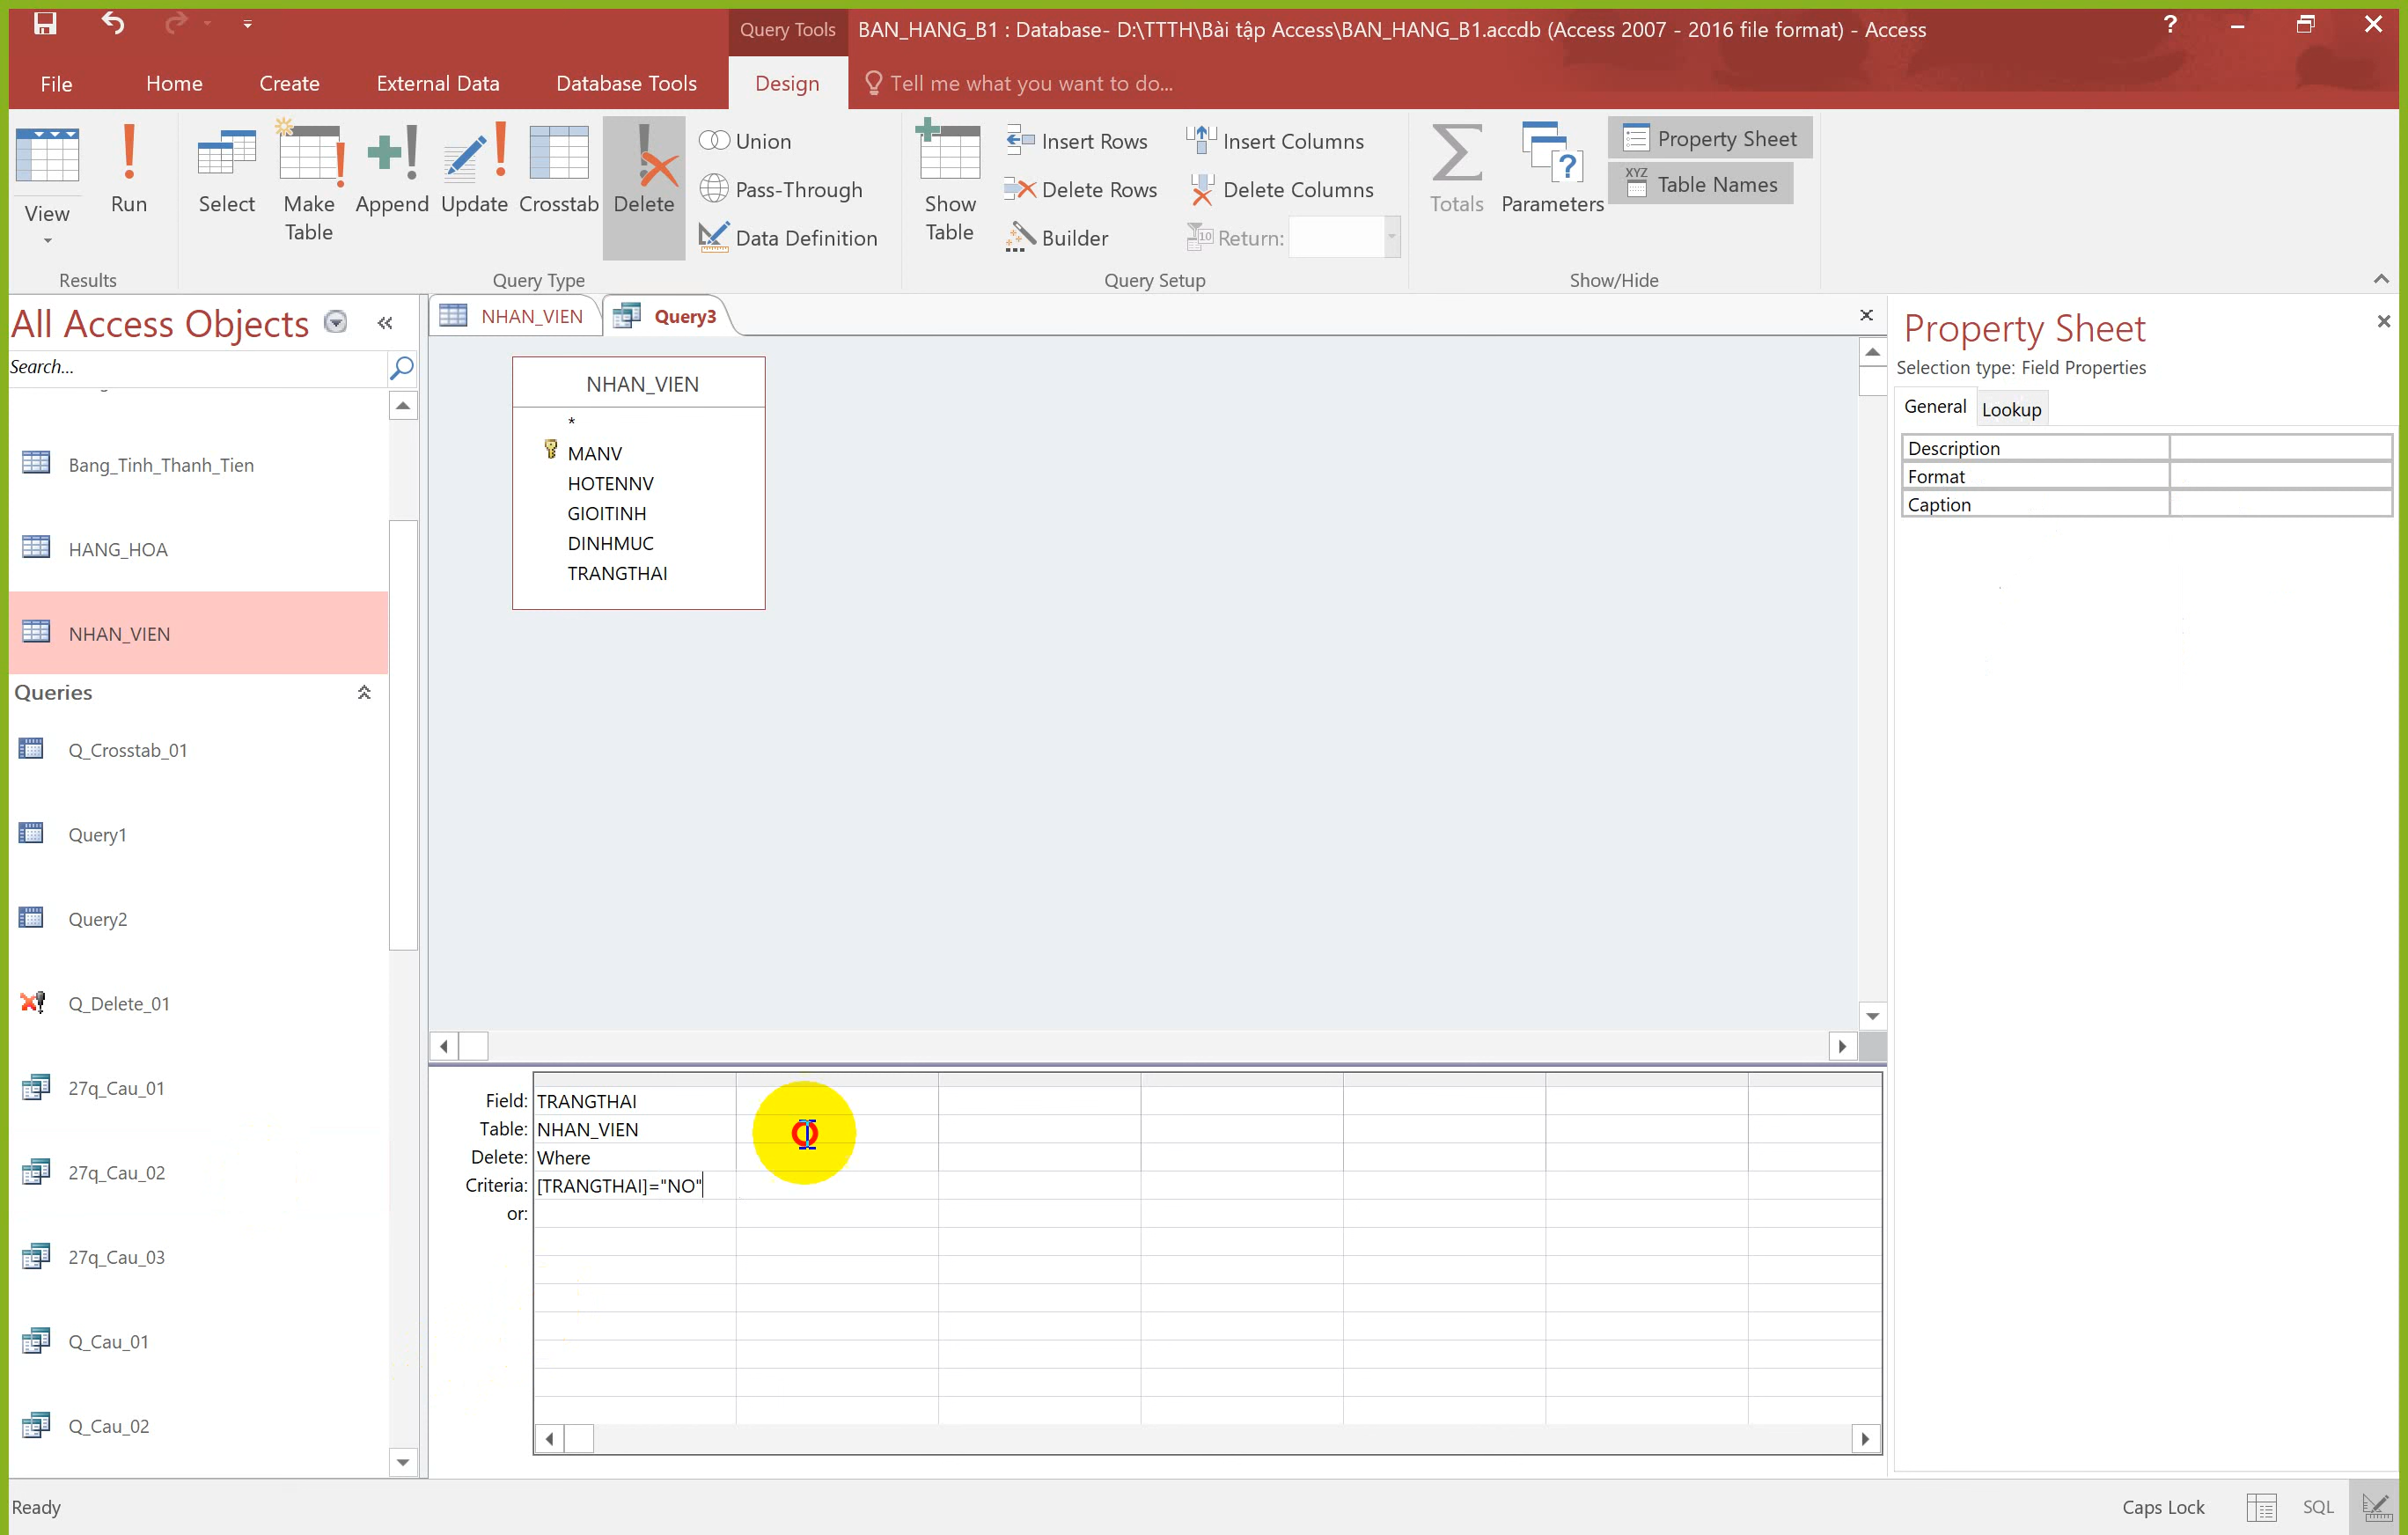 Query Tools
BAN_HANG_B1 : Database- D:\TTTH\Bài tập Access\BAN_HANG_B1.accdb (Access 2007 - 2016 file format) - Access
?
File
Home
Create
External Data
Database Tools
Design
Tell me what you want to do...
View
Run
Select
Make
Table
Append
Update
Crosstab
Delete
Union
Pass-Through
Data Definition
Show
Table
Insert Rows
Delete Rows
Builder
Insert Columns
Delete Columns
Return:
Totals
Parameters
Property Sheet
Table Names
Results
Query Type
Query Setup
Show/Hide
All Access Objects
Search...
Bang_Tinh_Thanh_Tien
HANG_HOA
NHAN_VIEN
Queries
Q_Crosstab_01
Query1
Query2
Q_Delete_01
27q_Cau_01
27q_Cau_02
27q_Cau_03
Q_Cau_01
Q_Cau_02
NHAN_VIEN
Query3
NHAN_VIEN
*
MANV
HOTENNV
GIOITINH
DINHMUC
TRANGTHAI
Field: TRANGTHAI
Table: NHAN_VIEN
Delete: Where
Criteria: [TRANGTHAI]="NO"
or:
Property Sheet
Selection type: Field Properties
General
Lookup
Description
Format
Caption
Ready
Caps Lock
SQL